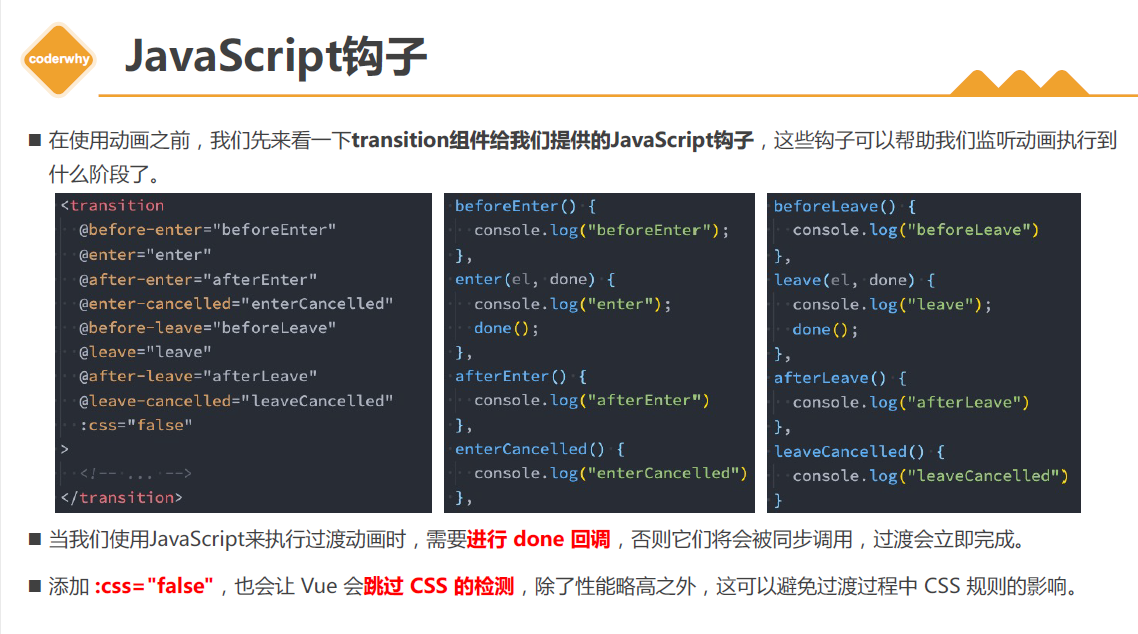 coderwhy
JavaScript钩子
■ 在使用动画之前，我们先来看一下transition组件给我们提供的JavaScript钩子，这些钩子可以帮助我们监听动画执行到
什么阶段了。
<transition
  @before-enter="beforeEnter"
  @enter="enter"
  @after-enter="afterEnter"
  @enter-cancelled="enterCancelled"
  @before-leave="beforeLeave"
  @leave="leave"
  @after-leave="afterLeave"
  @leave-cancelled="leaveCancelled"
  :css="false"
>
  <!-- ... -->
</transition>
beforeEnter() {
  console.log("beforeEnter");
},
enter(el, done) {
  console.log("enter");
  done();
},
afterEnter() {
  console.log("afterEnter")
},
enterCancelled() {
  console.log("enterCancelled")
},
beforeLeave() {
  console.log("beforeLeave")
},
leave(el, done) {
  console.log("leave");
  done();
},
afterLeave() {
  console.log("afterLeave")
},
leaveCancelled() {
  console.log("leaveCancelled")
}
■ 当我们使用JavaScript来执行过渡动画时，需要进行 done 回调，否则它们将会被同步调用，过渡会立即完成。
■ 添加 :css="false"，也会让 Vue 会跳过 CSS 的检测，除了性能略高之外，这可以避免过渡过程中 CSS 规则的影响。